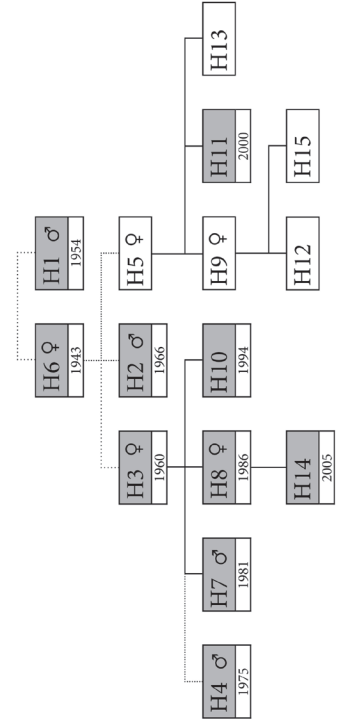 H6 ♀
1943
H1 ♂
1954
H3 ♀
1960
H2 ♂
1966
H5 ♀
H4 ♂
1975
H7 ♂
1981
H8 ♀
1986
H10
1994
H9 ♀
H11
2000
H13
H14
2005
H12
H15